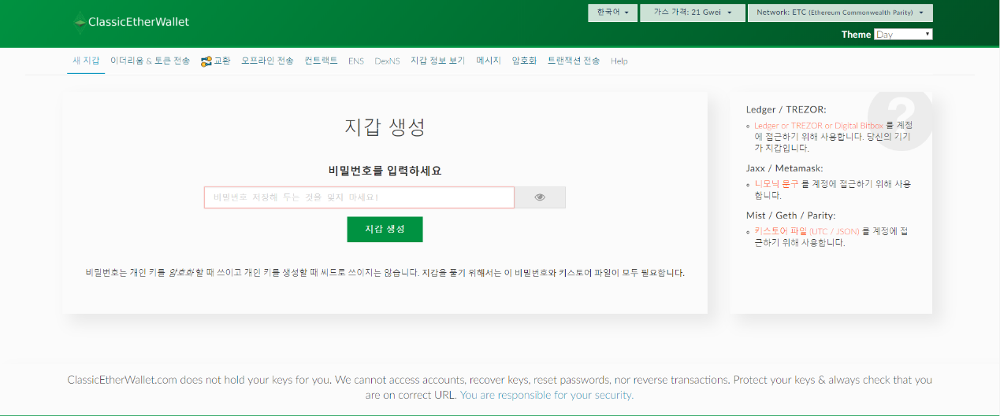 ClassicEtherWallet
한국어
가스 가격: 21 Gwei
Network: ETC (Ethereum Commonwealth Parity)
Theme Day
새 지갑 이더리움 & 토큰 전송 교환 오프라인 전송 컨트랙트 ENS DexNS 지갑 정보 보기 메시지 암호화 트랜잭션 전송 Help
지갑 생성
비밀번호를 입력하세요
비밀번호 저장해 두는 것을 잊지 마세요!
지갑 생성
비밀번호는 개인 키를 암호화 할 때 쓰이고 개인 키를 생성할 때 씨드로 쓰이지는 않습니다. 지갑을 풀기 위해서는 이 비밀번호와 키스토어 파일이 모두 필요합니다.
?
Ledger / TREZOR:
Ledger or TREZOR or Digital Bitbox 를 계정
에 접근하기 위해 사용합니다. 당신의 기기
가 지갑입니다.
Jaxx / Metamask:
니모닉 문구 를 계정에 접근하기 위해 사용
합니다.
Mist / Geth / Parity:
키스토어 파일 (UTC / JSON) 를 계정에 접
근하기 위해 사용합니다.
ClassicEtherWallet.com does not hold your keys for you. We cannot access accounts, recover keys, reset passwords, nor reverse transactions. Protect your keys & always check that you
are on correct URL. You are responsible for your security.